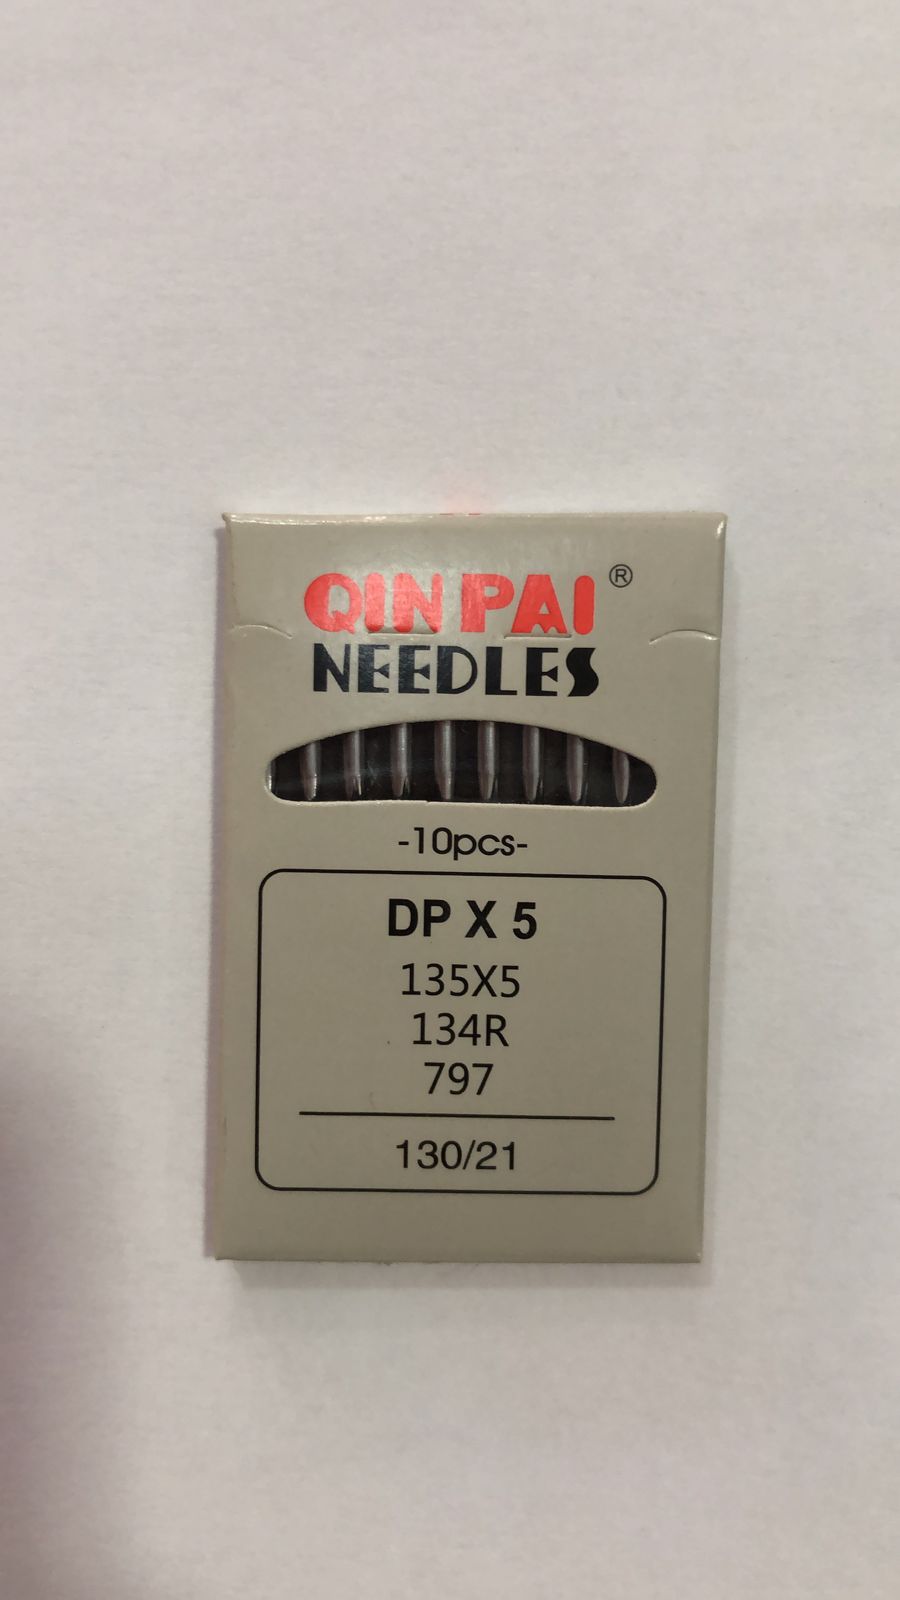 QIN PAI ®
NEEDLES
-10pcs-
DP X 5
135X5
134R
797
130/21